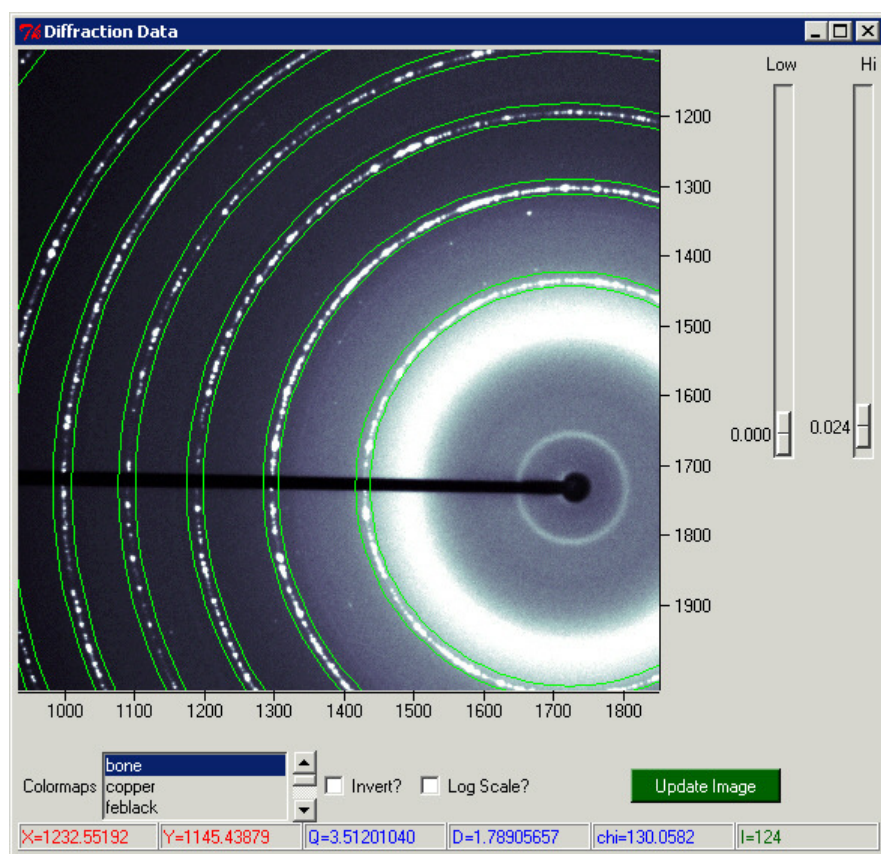 Tk Diffraction Data
Low Hi
1200
1300
1400
1500
1600
0.000 0.024
1700
1800
1900
1000 1100 1200 1300 1400 1500 1600 1700 1800
Colormaps bone copper feblack Invert? Log Scale? Update Image
X=1232.55192 Y=1145.43879 Q=3.51201040 D=1.78905657 chi=130.0582 I=124